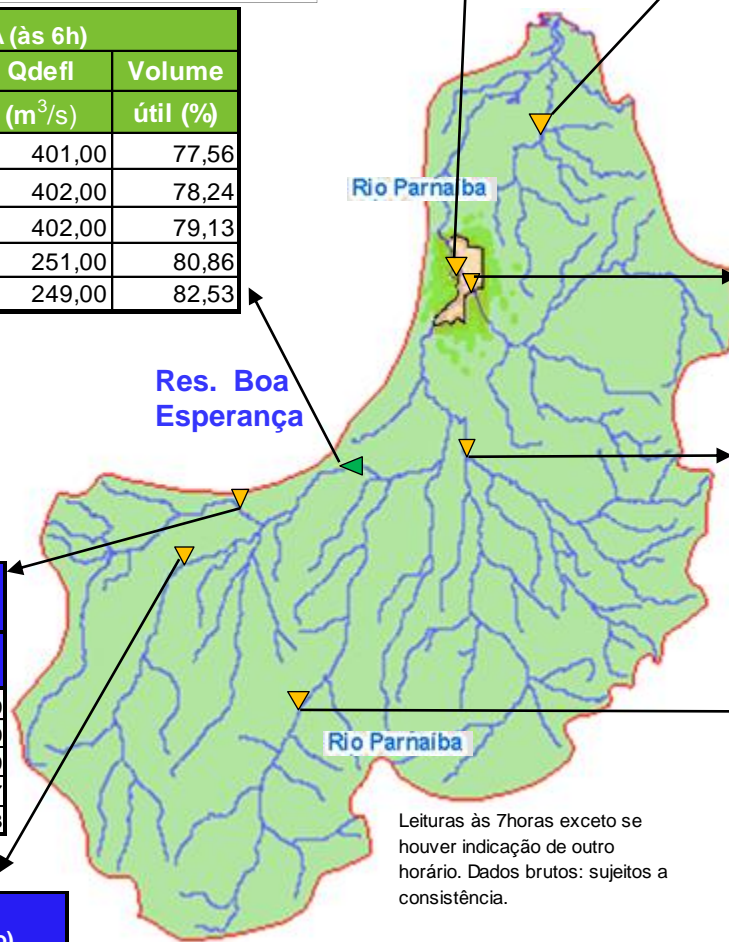 (às 6h)
Qdefl Volume
(m³/s) útil (%)
401,00 77,56
402,00 78,24
402,00 79,13
251,00 80,86
249,00 82,53
Rio Parnaíba
Res. Boa
Esperança
Rio Parnaíba
Leituras às 7horas exceto se
houver indicação de outro
horário. Dados brutos: sujeitos a
consistência.